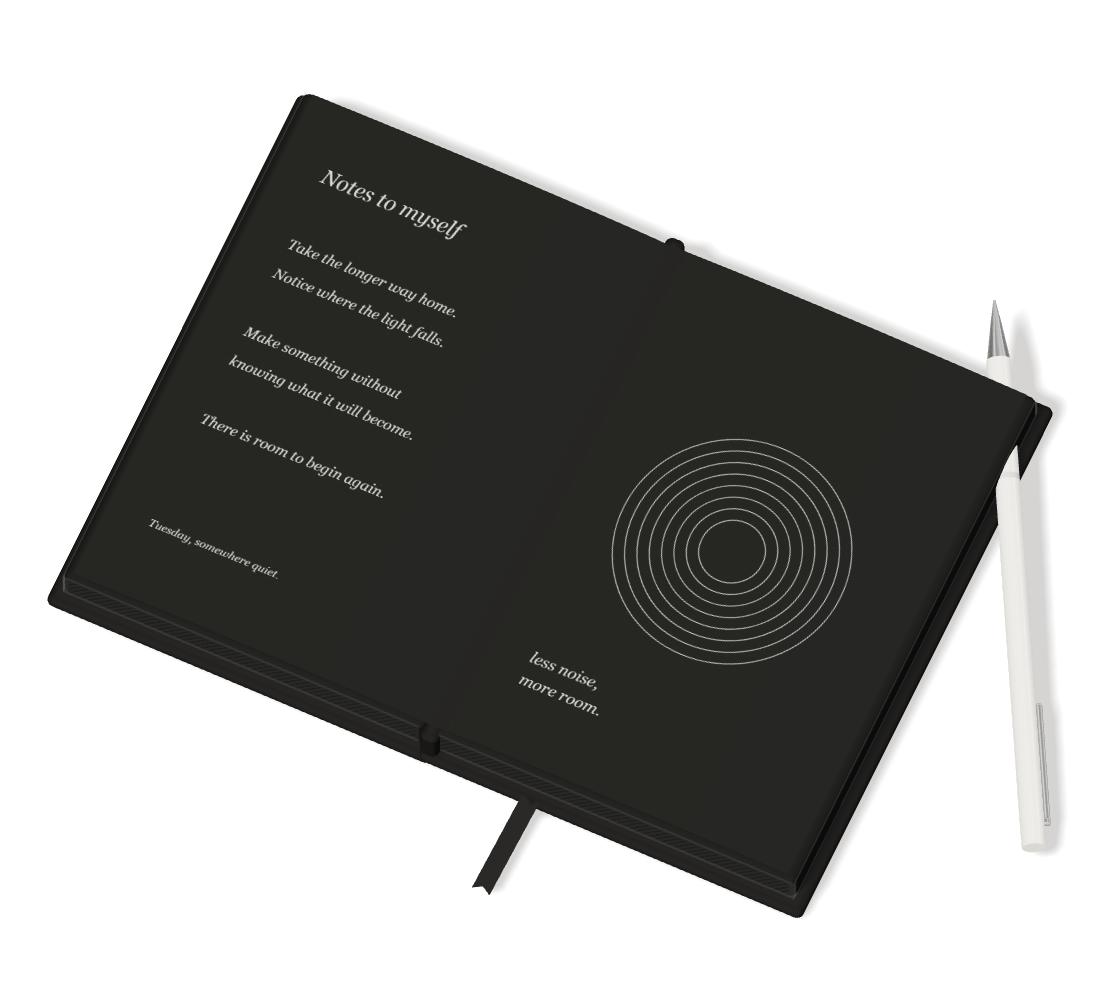 Notes to myself
Take the longer way home.
Notice where the light falls.
Make something without
knowing what it will become.
There is room to begin again.
Tuesday, somewhere quiet.
less noise,
more room.